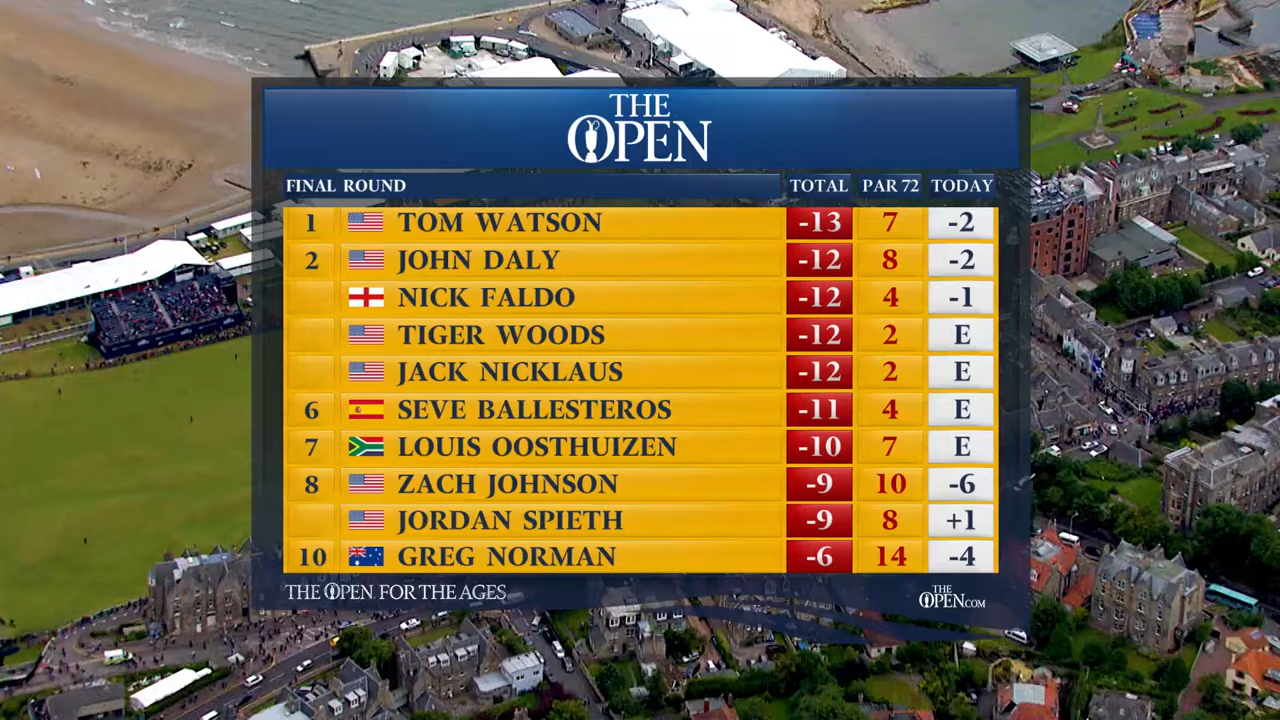 THE
OPEN
FINAL ROUND TOTAL PAR 72 TODAY
1 TOM WATSON -13 7 -2
2 JOHN DALY -12 8 -2
NICK FALDO -12 4 -1
TIGER WOODS -12 2 E
JACK NICKLAUS -12 2 E
6 SEVE BALLESTEROS -11 4 E
7 LOUIS OOSTHUIZEN -10 7 E
8 ZACH JOHNSON -9 10 -6
JORDAN SPIETH -9 8 +1
10 GREG NORMAN -6 14 -4
THE OPEN FOR THE AGES
THE
OPEN.COM